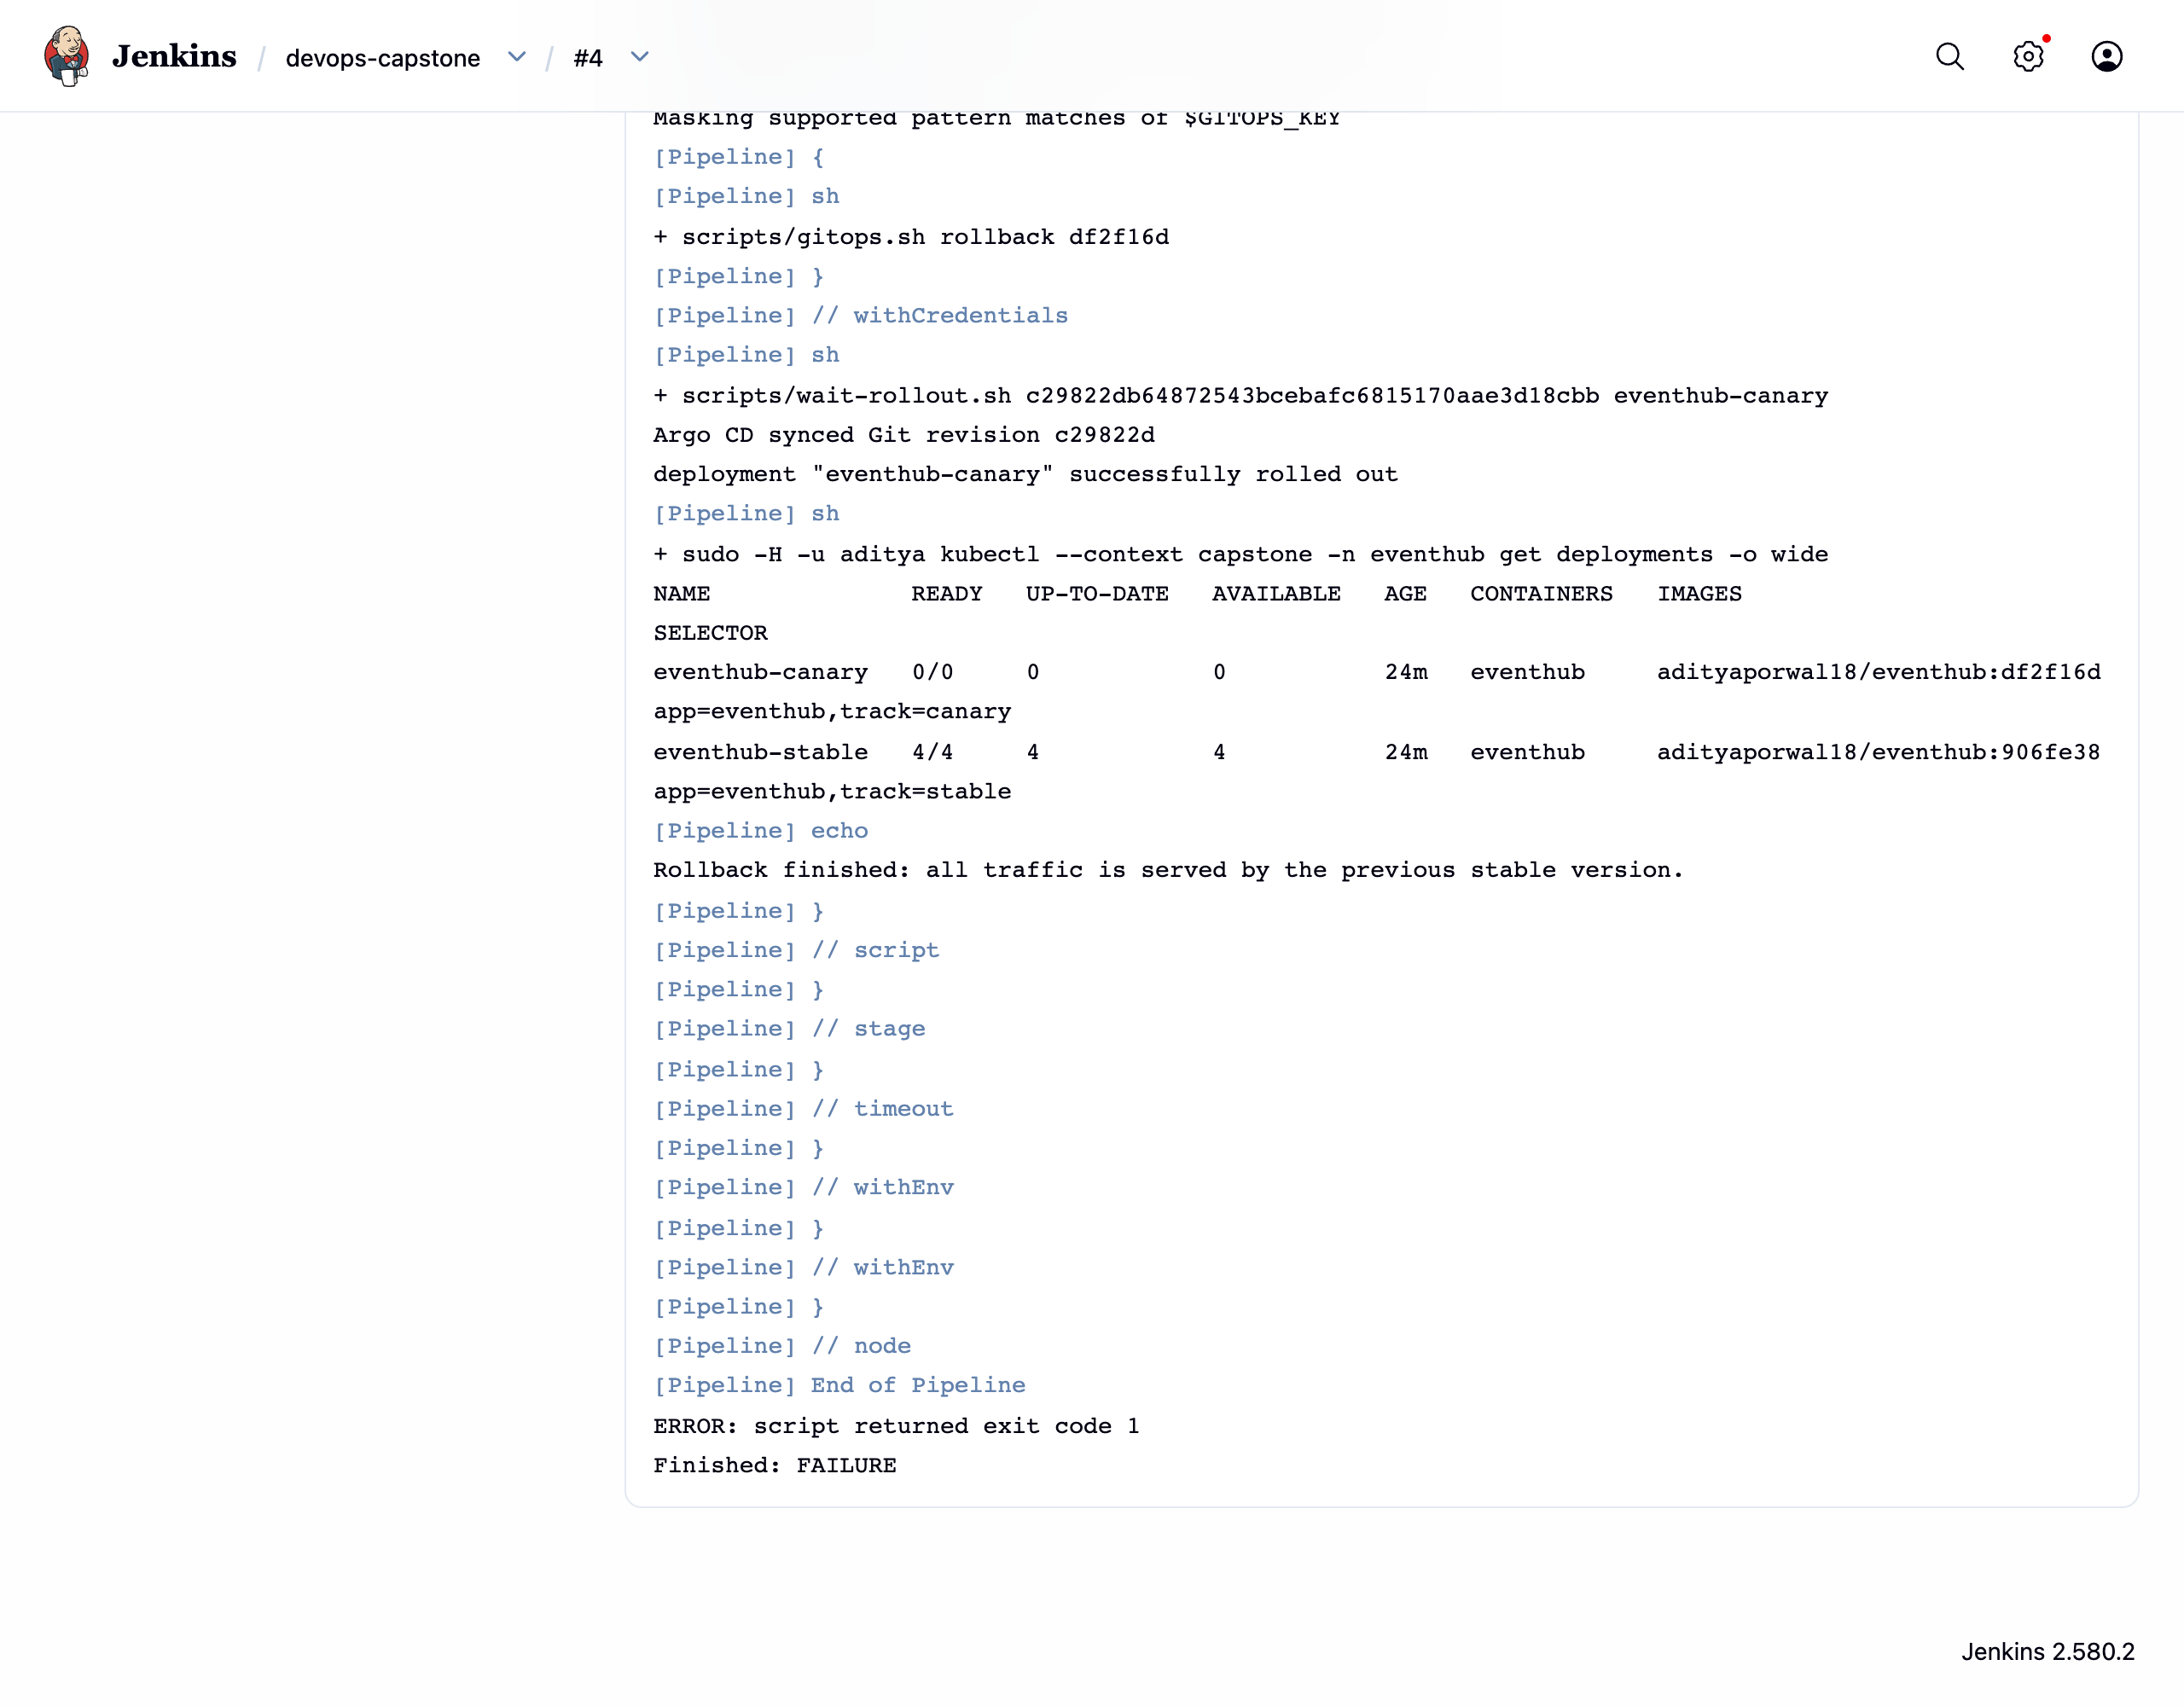 Jenkins / devops-capstone / #4
Masking supported pattern matches of $GITOPS_KEY
[Pipeline] {
[Pipeline] sh
+ scripts/gitops.sh rollback df2f16d
[Pipeline] }
[Pipeline] // withCredentials
[Pipeline] sh
+ scripts/wait-rollout.sh c29822db64872543bcebafc6815170aae3d18cbb eventhub-canary
Argo CD synced Git revision c29822d
deployment "eventhub-canary" successfully rolled out
[Pipeline] sh
+ sudo -H -u aditya kubectl --context capstone -n eventhub get deployments -o wide
NAME READY UP-TO-DATE AVAILABLE AGE CONTAINERS IMAGES
SELECTOR
eventhub-canary 0/0 0 0 24m eventhub adityaporwal18/eventhub:df2f16d
app=eventhub,track=canary
eventhub-stable 4/4 4 4 24m eventhub adityaporwal18/eventhub:906fe38
app=eventhub,track=stable
[Pipeline] echo
Rollback finished: all traffic is served by the previous stable version.
[Pipeline] }
[Pipeline] // script
[Pipeline] }
[Pipeline] // stage
[Pipeline] }
[Pipeline] // timeout
[Pipeline] }
[Pipeline] // withEnv
[Pipeline] }
[Pipeline] // withEnv
[Pipeline] }
[Pipeline] // node
[Pipeline] End of Pipeline
ERROR: script returned exit code 1
Finished: FAILURE
Jenkins 2.580.2